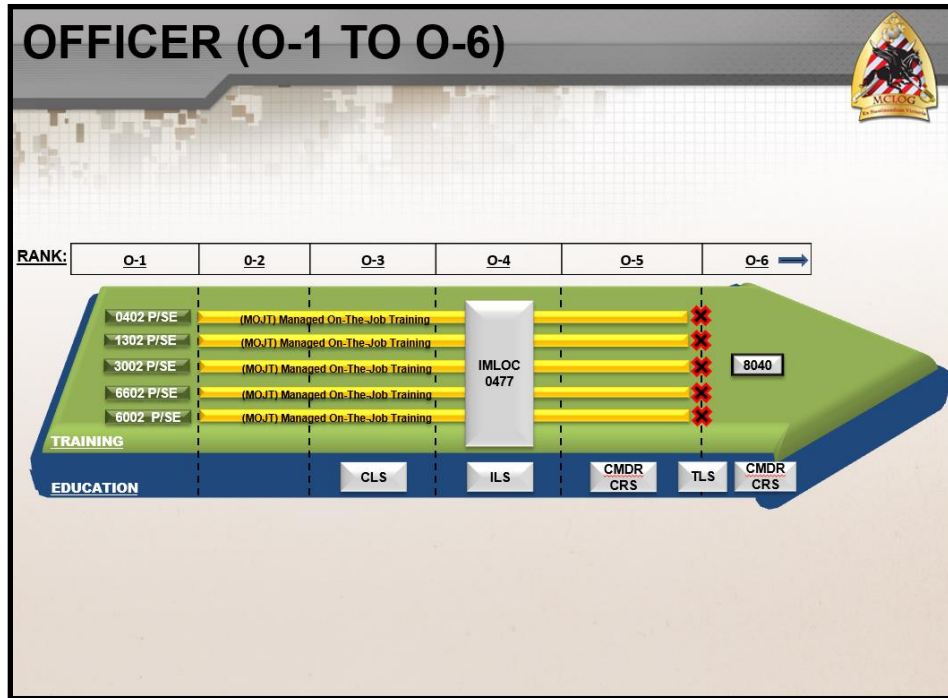 OFFICER (O-1 TO O-6)
MCLOG
RANK:
O-1
0-2
O-3
O-4
O-5
O-6
0402 P/SE
(MOJT) Managed On-The-Job Training
1302 P/SE
(MOJT) Managed On-The-Job Training
3002 P/SE
(MOJT) Managed On-The-Job Training
6602 P/SE
(MOJT) Managed On-The-Job Training
6002 P/SE
(MOJT) Managed On-The-Job Training
IMLOC
0477
8040
TRAINING
EDUCATION
CLS
ILS
CMDR
CRS
TLS
CMDR
CRS